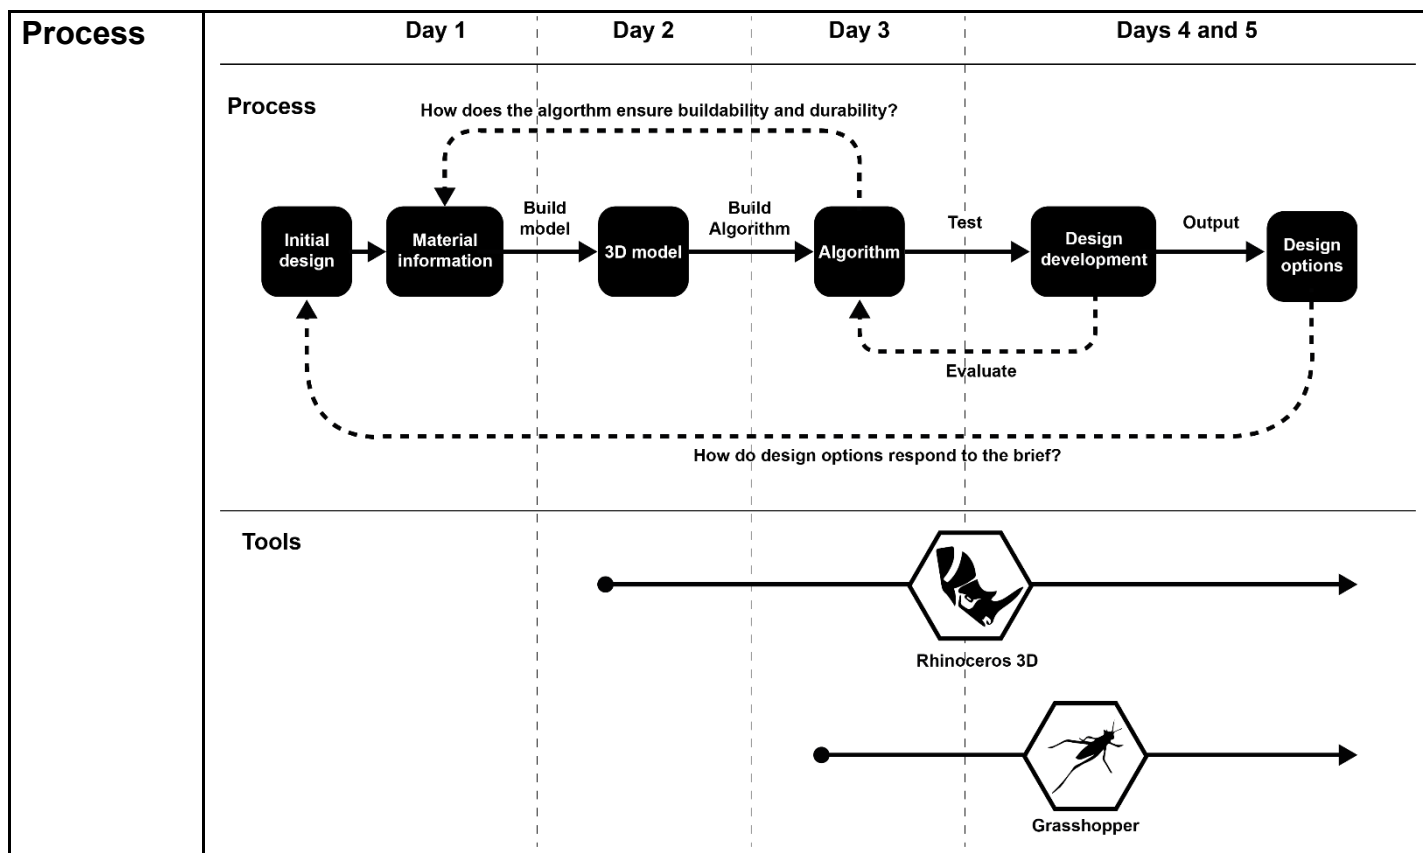 Process
Day 1
Day 2
Day 3
Days 4 and 5
Process
How does the algorthm ensure buildability and durability?
Initial
design
Material
information
Build
model
3D model
Build
Algorithm
Algorithm
Test
Design
development
Output
Design
options
Evaluate
How do design options respond to the brief?
Tools
Rhinoceros 3D
Grasshopper